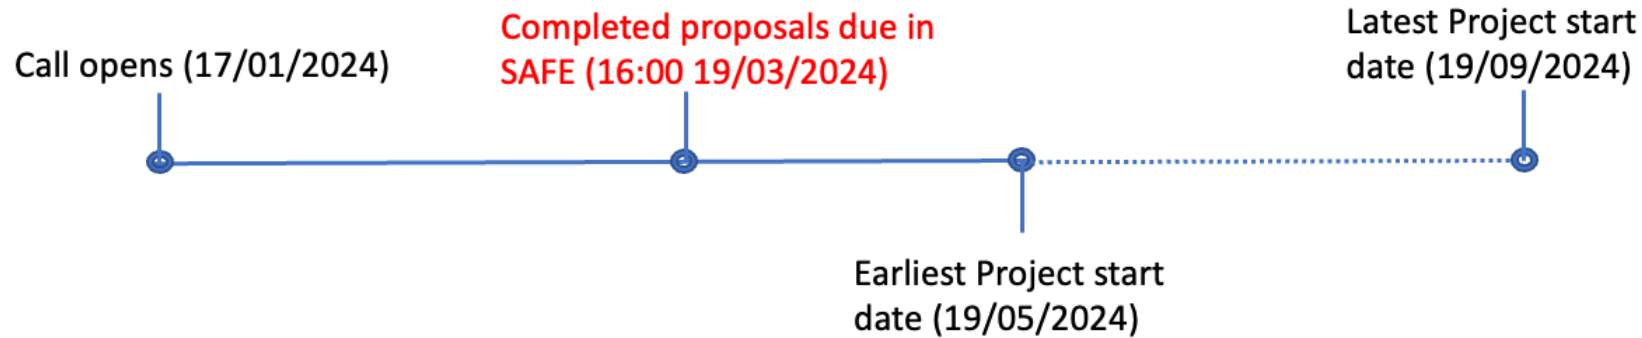 Call opens (17/01/2024)
Completed proposals due in
SAFE (16:00 19/03/2024)
Earliest Project start
date (19/05/2024)
Latest Project start
date (19/09/2024)